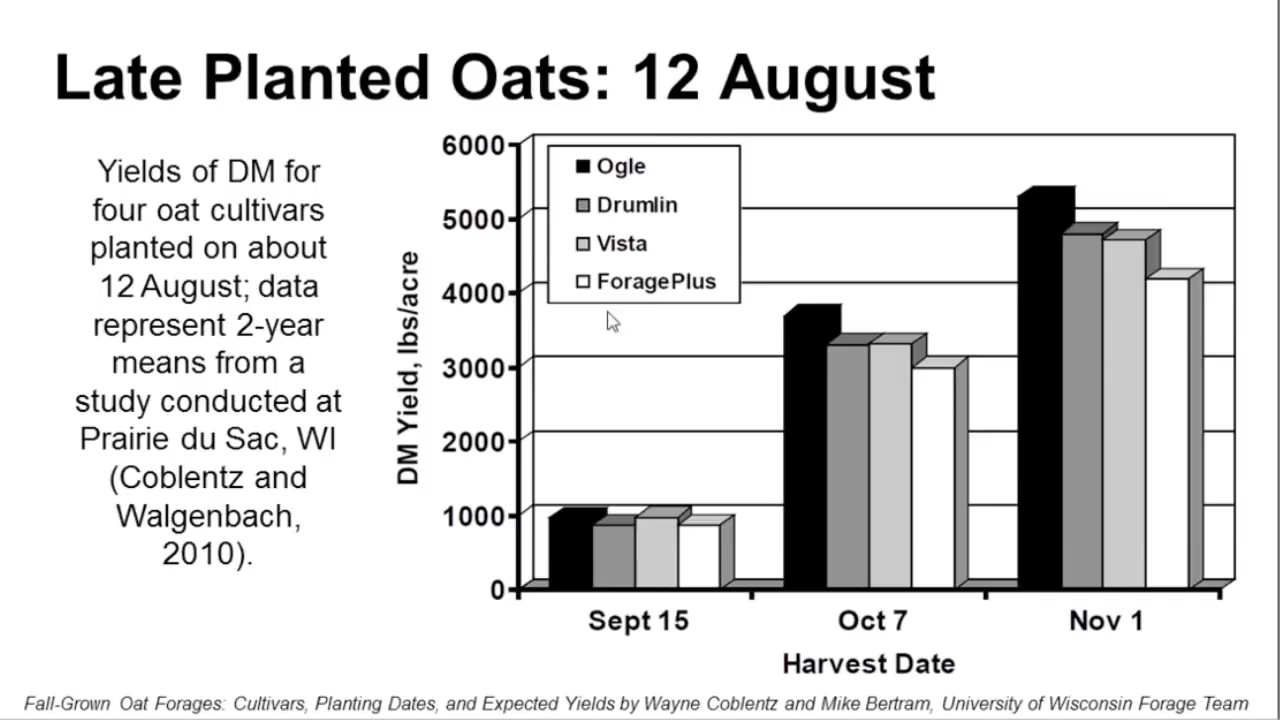 Late Planted Oats: 12 August
Yields of DM for
four oat cultivars
planted on about
12 August; data
represent 2-year
means from a
study conducted at
Prairie du Sac, WI
(Coblentz and
Walgenbach,
2010).
DM Yield, lbs/acre
6000
5000
4000
3000
2000
1000
0
Ogle
Drumlin
Vista
ForagePlus
Sept 15
Oct 7
Nov 1
Harvest Date
Fall-Grown Oat Forages: Cultivars, Planting Dates, and Expected Yields by Wayne Coblentz and Mike Bertram, University of Wisconsin Forage Team